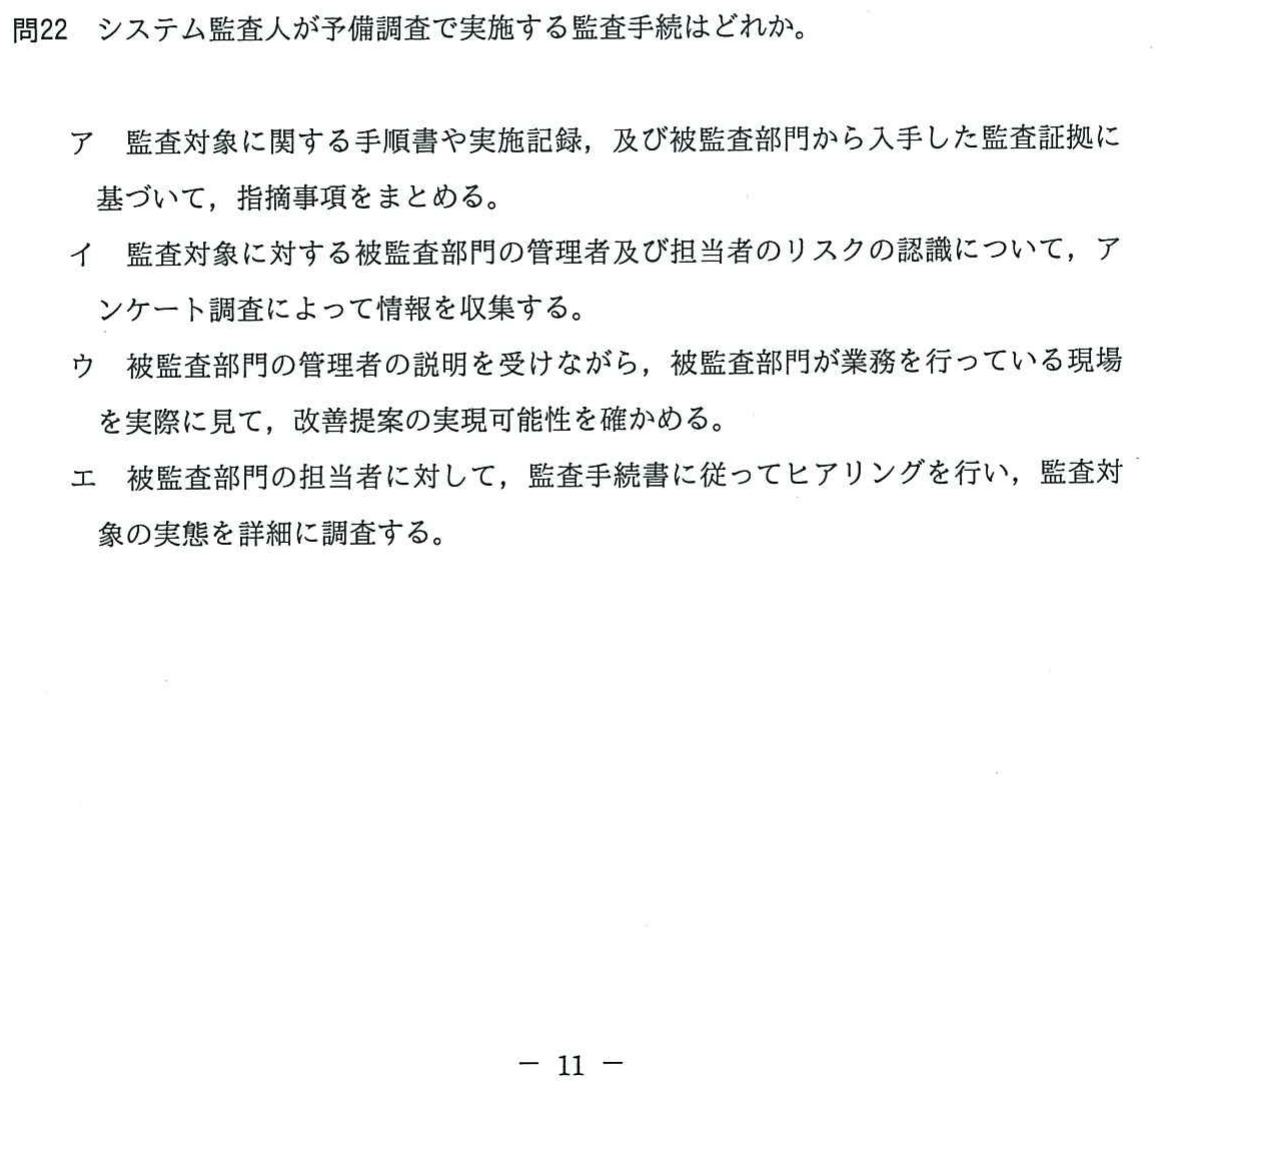 問22 システム監査人が予備調査で実施する監査手続はどれか。
ア 監査対象に関する手順書や実施記録，及び被監査部門から入手した監査証拠に
基づいて，指摘事項をまとめる。
イ 監査対象に対する被監査部門の管理者及び担当者のリスクの認識について，ア
ンケート調査によって情報を収集する。
ウ 被監査部門の管理者の説明を受けながら，被監査部門が業務を行っている現場
を実際に見て，改善提案の実現可能性を確かめる。
エ 被監査部門の担当者に対して，監査手続書に従ってヒアリングを行い，監査対
象の実態を詳細に調査する。
－ 11 －